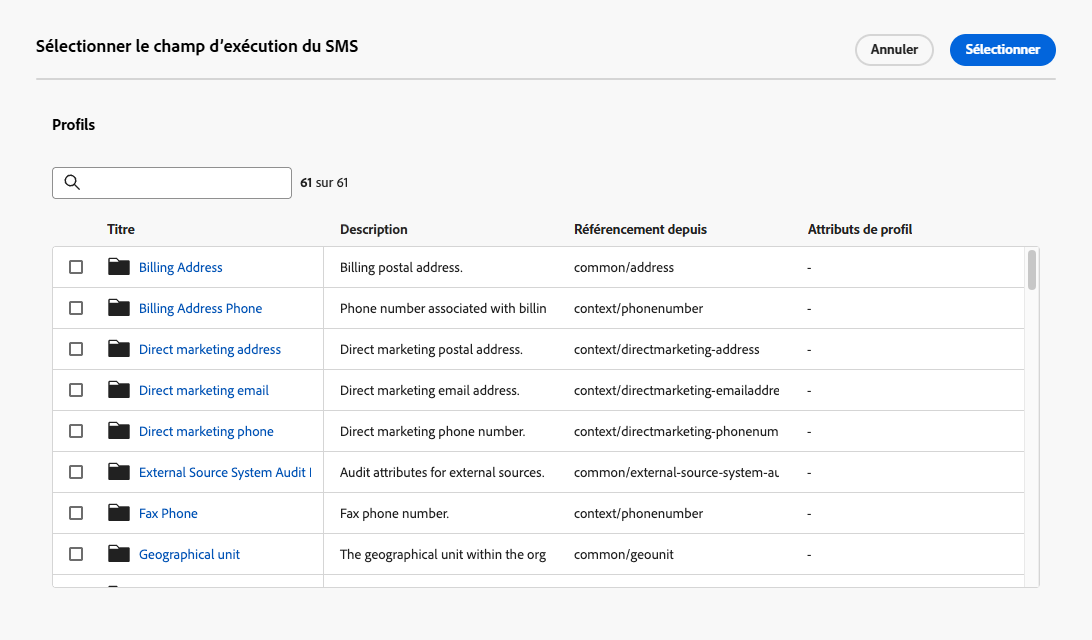 Sélectionner le champ d’exécution du SMS
Annuler
Sélectionner
Profils
61 sur 61
Titre Description Référencement depuis Attributs de profil
Billing Address Billing postal address. common/address -
Billing Address Phone Phone number associated with billin context/phonenumber -
Direct marketing address Direct marketing postal address. context/directmarketing-address -
Direct marketing email Direct marketing email address. context/directmarketing-emailaddre -
Direct marketing phone Direct marketing phone number. context/directmarketing-phonenum -
External Source System Audit Audit attributes for external sources. common/external-source-system-au -
Fax Phone Fax phone number. context/phonenumber -
Geographical unit The geographical unit within the org common/geounit -